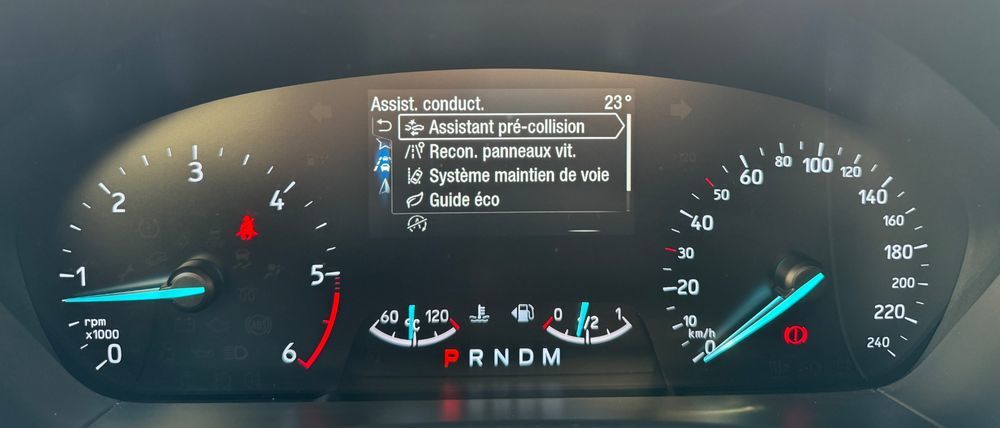 Assist. conduct. 23°
Assistant pré-collision
Recon. panneaux vit.
Système maintien de voie
Guide éco
0 1 2 3 4 5 6
rpm
x1000
60 °C 120
0 1/2 1
P R N D M
0 10 20 30 40 50 60 80 100 120 140 160 180 200 220 240
km/h